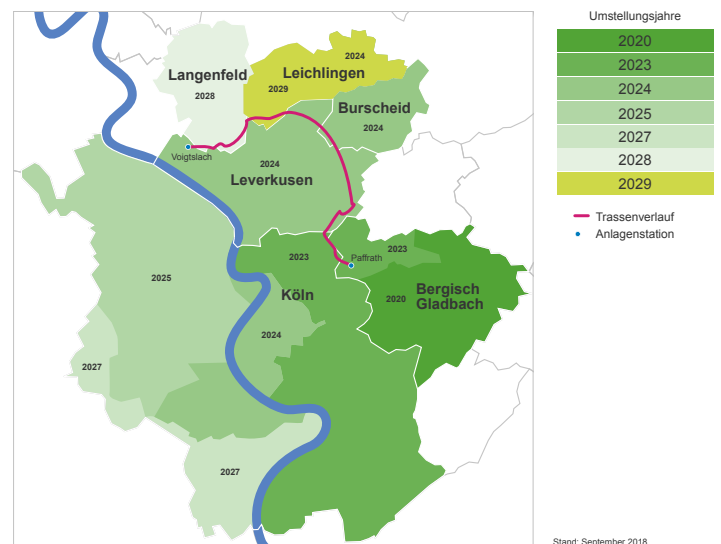 Umstellungsjahre
2020
2023
2024
2025
2027
2028
2029
Trassenverlauf
Anlagenstation
2024
Leichlingen
Langenfeld
2029
2028
Burscheid
2024
Voigtslach
2024
Leverkusen
2023
2023
Paffrath
2025
Köln
2020
Bergisch
Gladbach
2024
2027
2027
Stand: September 2018